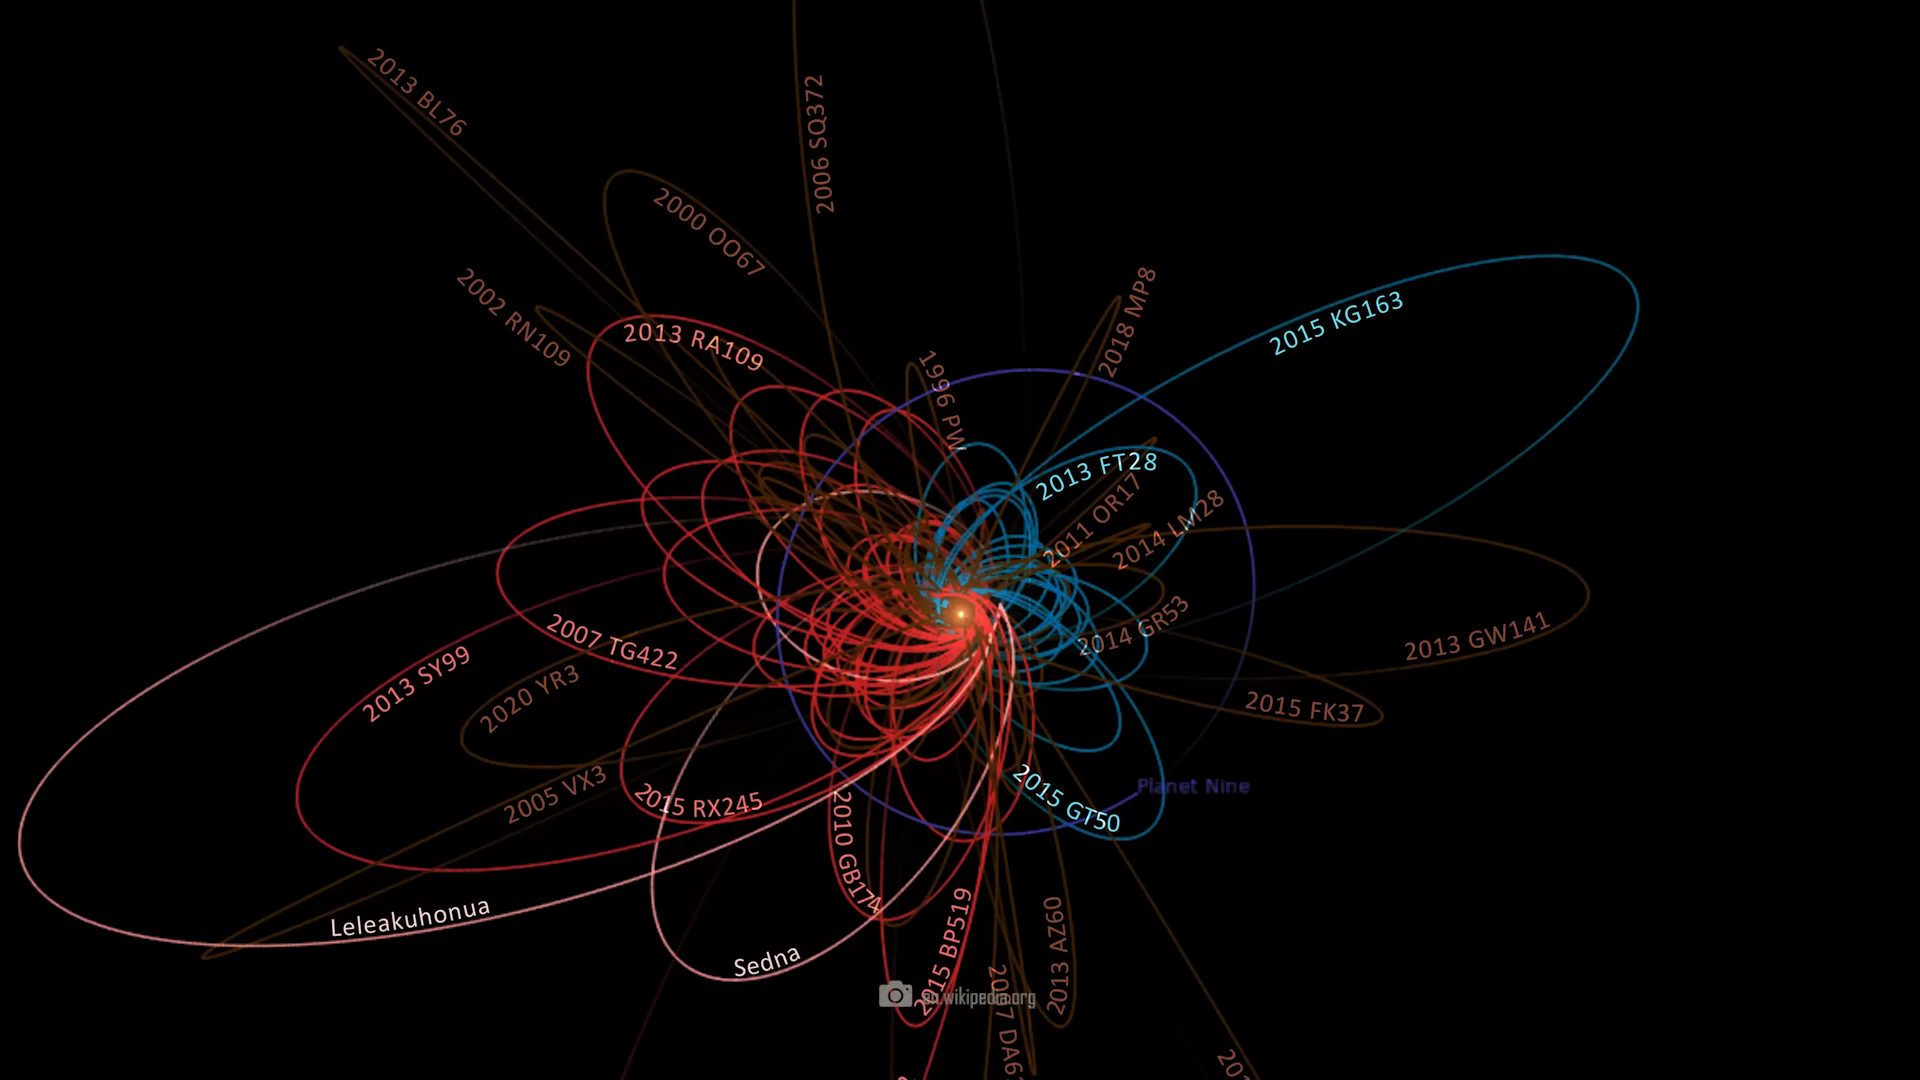 2013 BL76
2006 SQ372
2000 OO67
2002 RN109
2018 MP8
2015 KG163
2013 RA109
1996 PW
2013 FT28
2011 OR17
2014 LM28
2014 GR53
2013 GW141
2007 TG422
2013 SY99
2020 YR3
2015 FK37
2005 VX3
2015 RX245
2015 GT50
Planet Nine
2010 GB174
Leleakuhonua
Sedna
2015 BP519
2013 AZ60
en.wikipedia.org